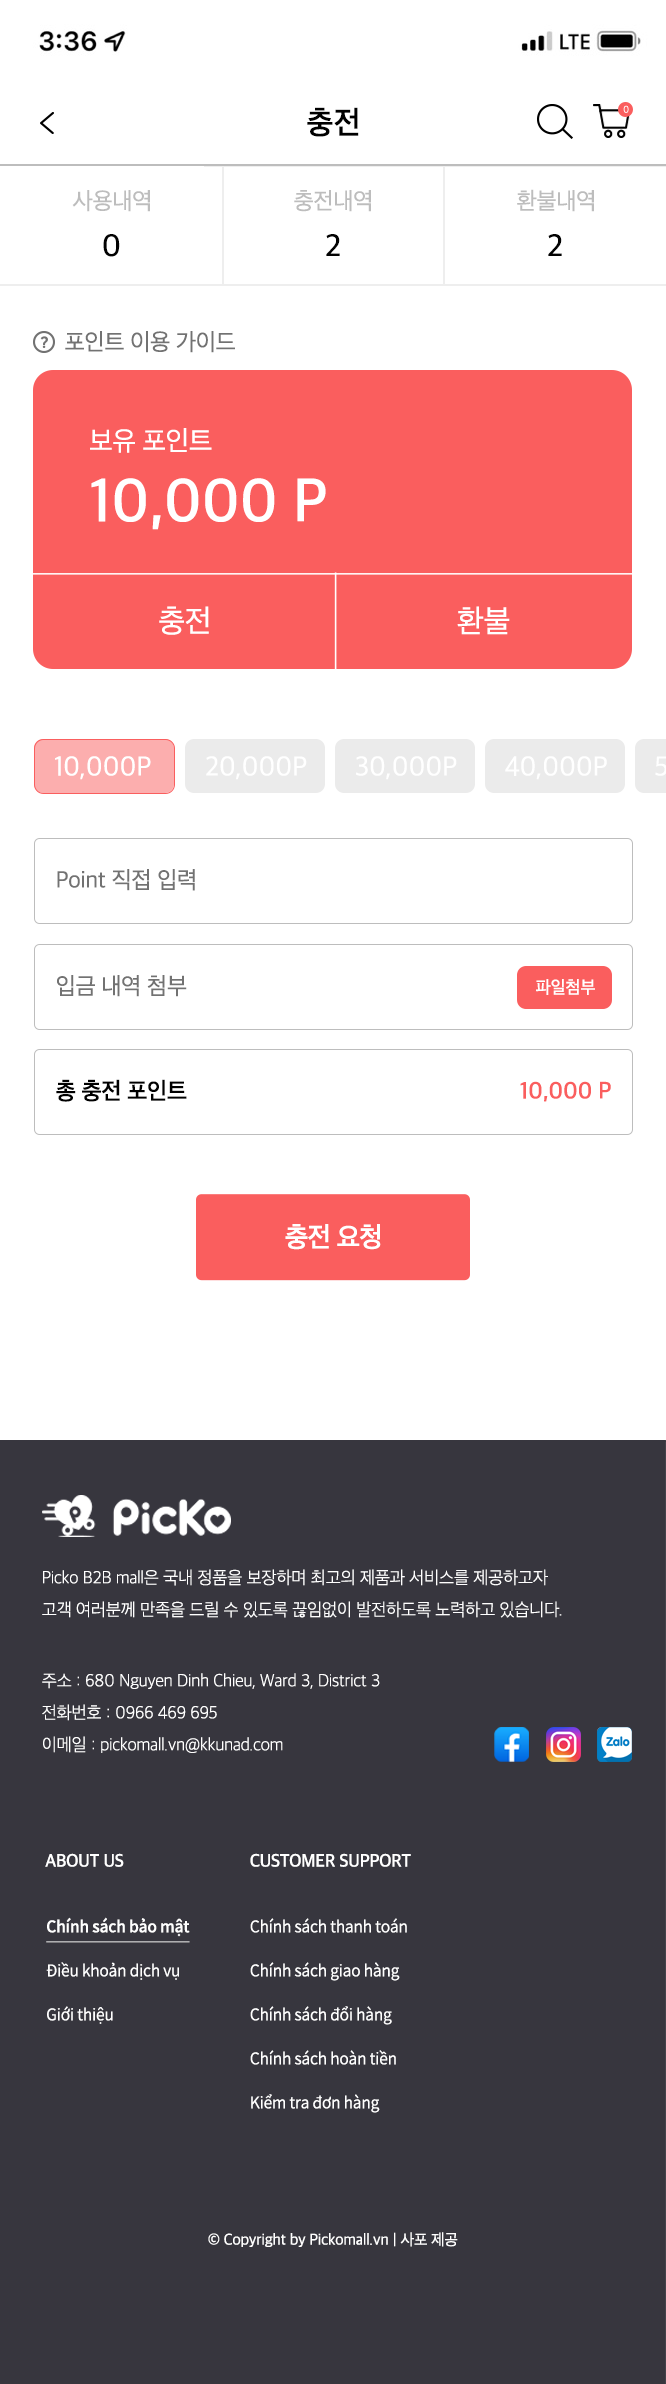 3:36 LTE
충전
0
사용내역 충전내역 환불내역
0 2 2
포인트 이용 가이드
보유 포인트
10,000 P
충전 환불
10,000P 20,000P 30,000P 40,000P 5
Point 직접 입력
입금 내역 첨부 파일첨부
총 충전 포인트 10,000 P
충전 요청
PicKo
Picko B2B mall은 국내 정품을 보장하며 최고의 제품과 서비스를 제공하고자
고객 여러분께 만족을 드릴 수 있도록 끊임없이 발전하도록 노력하고 있습니다.
주소 : 680 Nguyen Dinh Chieu, Ward 3, District 3
전화번호 : 0966 469 695
이메일 : pickomall.vn@kkunad.com
Zalo
ABOUT US CUSTOMER SUPPORT
Chính sách bảo mật Chính sách thanh toán
Điều khoản dịch vụ Chính sách giao hàng
Giới thiệu Chính sách đổi hàng
Chính sách hoàn tiền
Kiểm tra đơn hàng
© Copyright by Pickomall.vn | 사포 제공